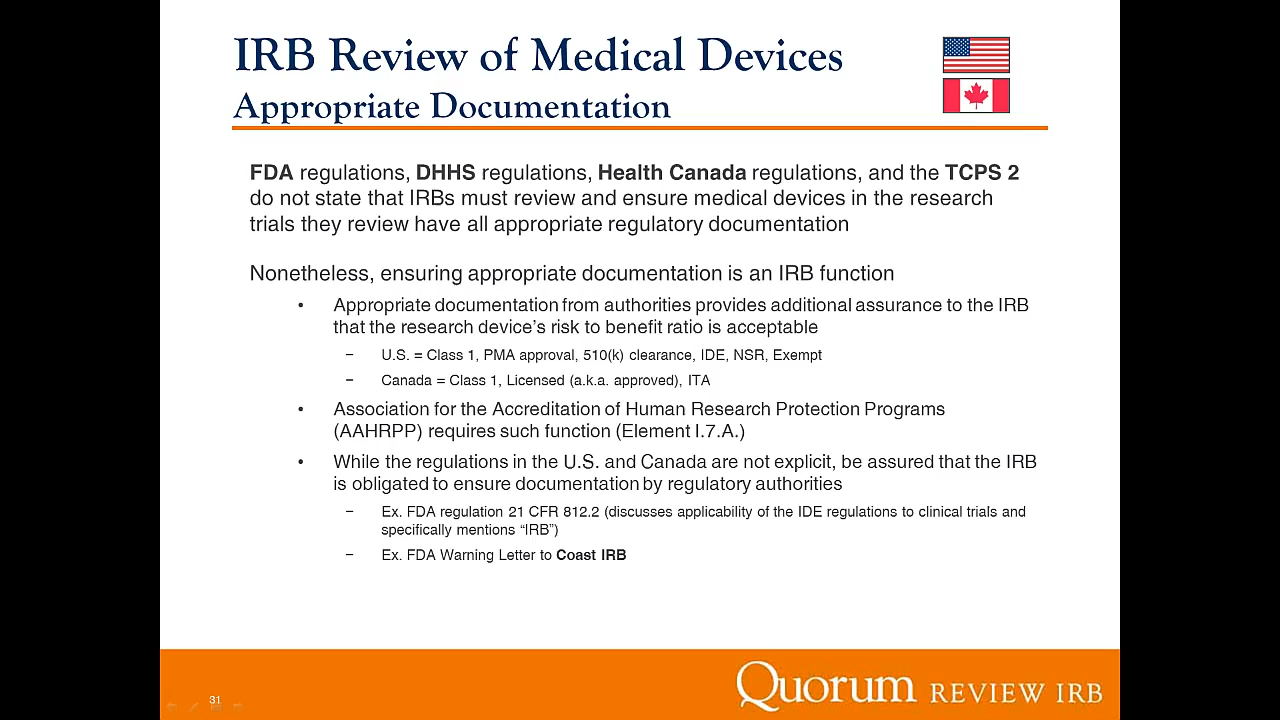 IRB Review of Medical Devices
Appropriate Documentation
FDA regulations, DHHS regulations, Health Canada regulations, and the TCPS 2
do not state that IRBs must review and ensure medical devices in the research
trials they review have all appropriate regulatory documentation
Nonetheless, ensuring appropriate documentation is an IRB function
• Appropriate documentation from authorities provides additional assurance to the IRB
that the research device's risk to benefit ratio is acceptable
− U.S. = Class 1, PMA approval, 510(k) clearance, IDE, NSR, Exempt
− Canada = Class 1, Licensed (a.k.a. approved), ITA
• Association for the Accreditation of Human Research Protection Programs
(AAHRPP) requires such function (Element I.7.A.)
• While the regulations in the U.S. and Canada are not explicit, be assured that the IRB
is obligated to ensure documentation by regulatory authorities
− Ex. FDA regulation 21 CFR 812.2 (discusses applicability of the IDE regulations to clinical trials and
specifically mentions “IRB”)
− Ex. FDA Warning Letter to Coast IRB
31
Quorum REVIEW IRB